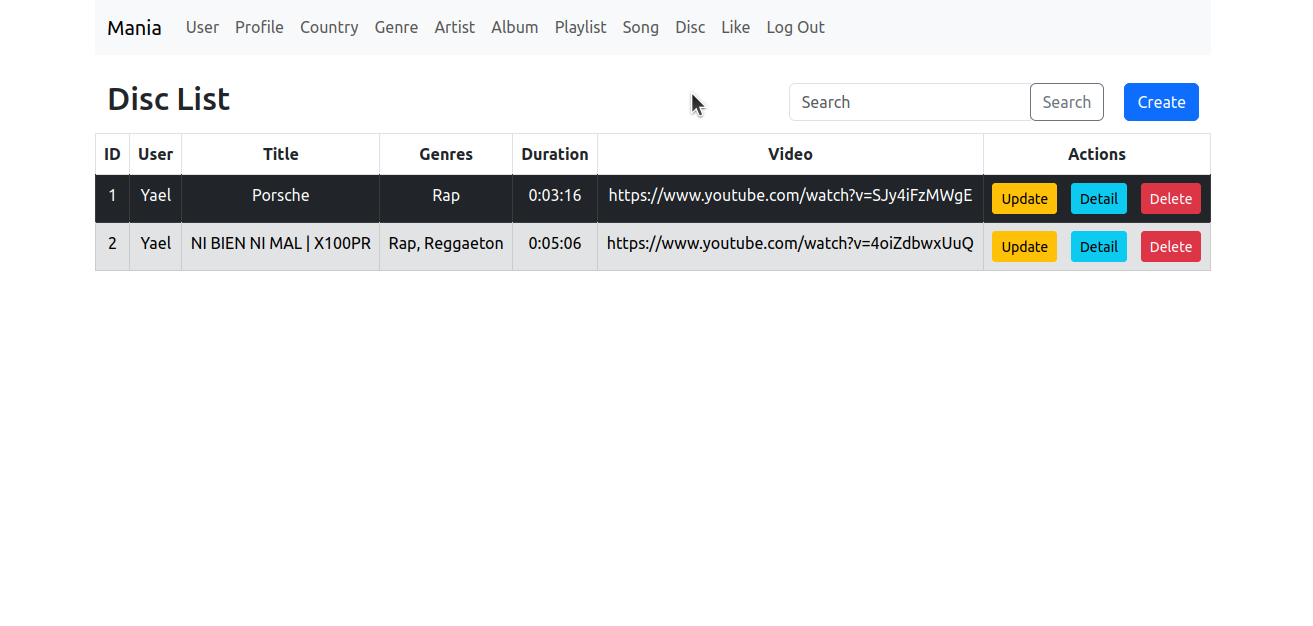 Mania User Profile Country Genre Artist Album Playlist Song Disc Like Log Out
Disc List Search Search Create
ID User Title Genres Duration Video Actions
1 Yael Porsche Rap 0:03:16 https://www.youtube.com/watch?v=SJy4iFzMWgE Update Detail Delete
2 Yael NI BIEN NI MAL | X100PR Rap, Reggaeton 0:05:06 https://www.youtube.com/watch?v=4oiZdbwxUuQ Update Detail Delete